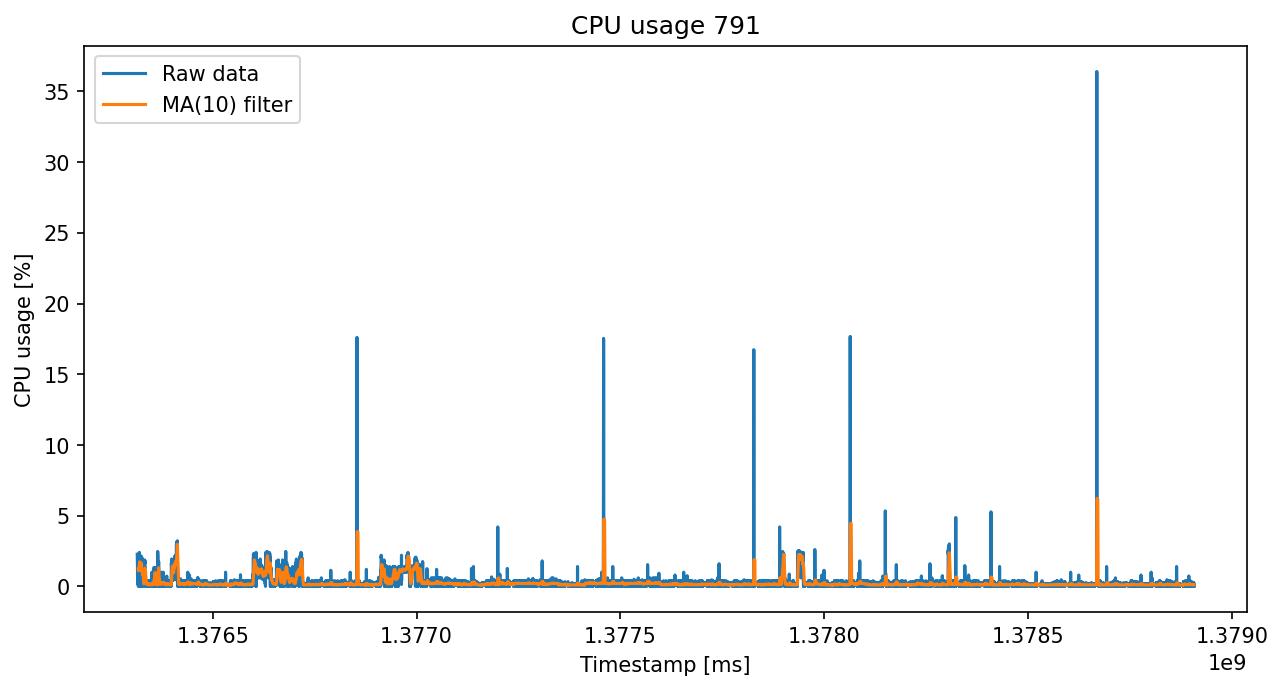 CPU usage 791
Raw data
MA(10) filter
CPU usage [%]
35
30
25
20
15
10
5
0
1.3765
1.3770
1.3775
1.3780
1.3785
1.3790
1e9
Timestamp [ms]